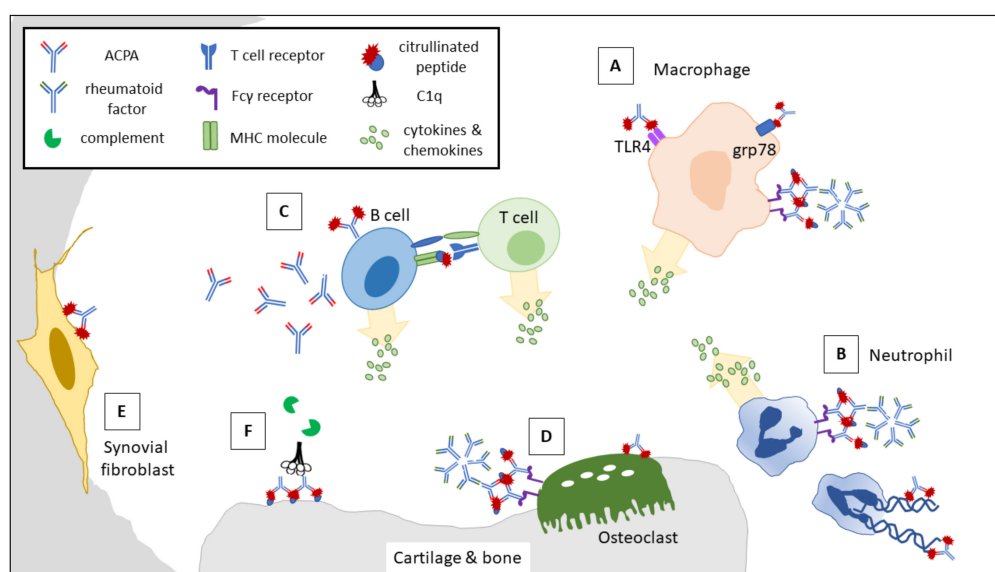 ACPA
T cell receptor
citrullinated
peptide
rheumatoid
factor
Fcγ receptor
C1q
complement
MHC molecule
cytokines &
chemokines
A
Macrophage
TLR4
grp78
C
B cell
T cell
B
Neutrophil
E
Synovial
fibroblast
F
D
Osteoclast
Cartilage & bone